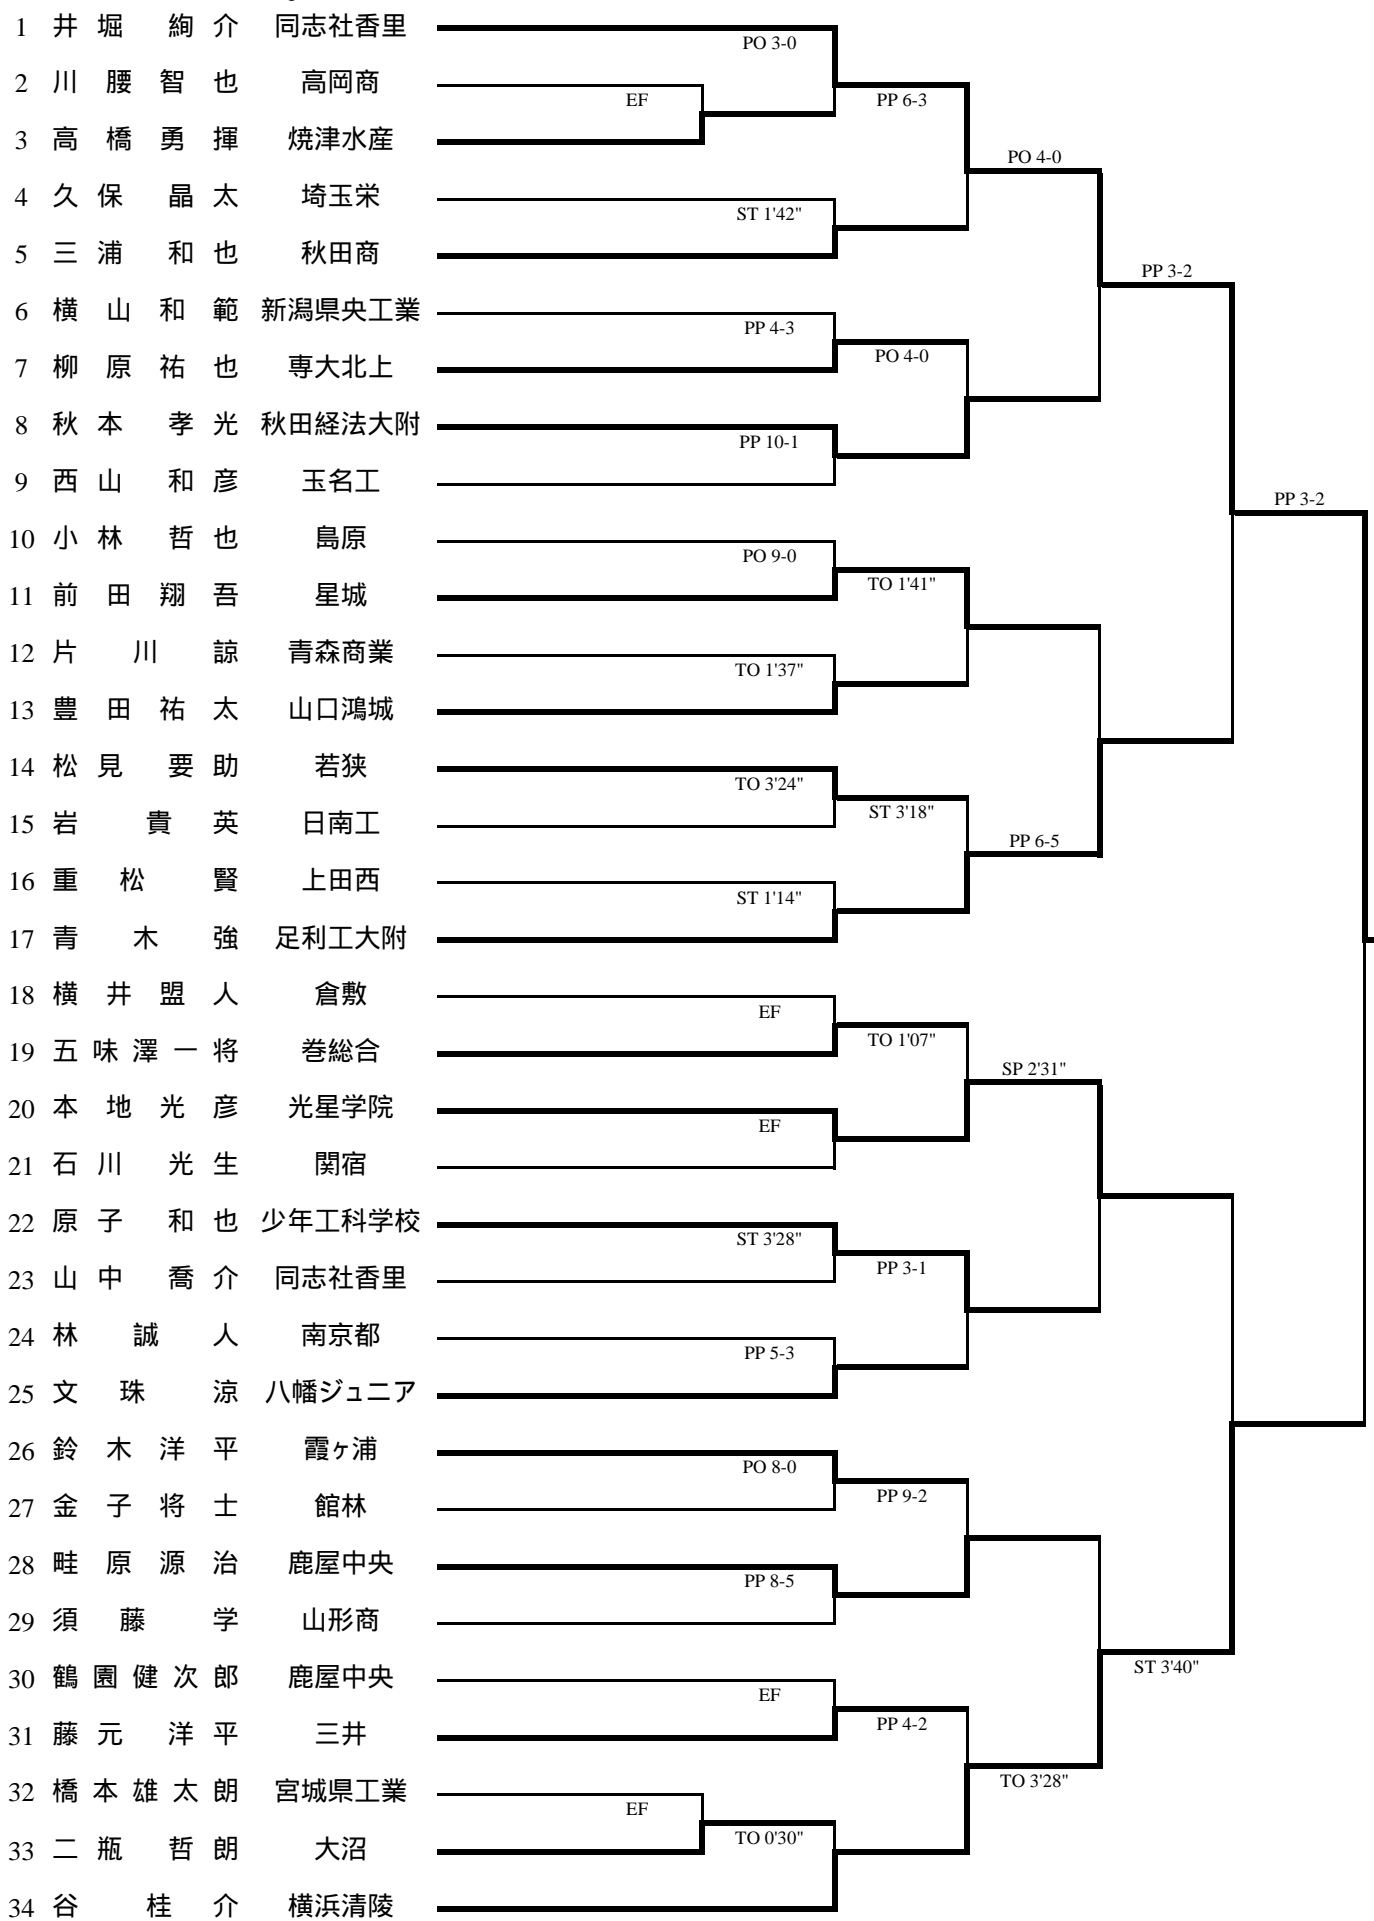 1 井堀 絢介 同志社香里
PO 3-0
2 川腰智也 高岡商
EF
PP 6-3
3 高橋勇揮 焼津水産
PO 4-0
4 久保 晶太 埼玉栄
ST 1'42"
5 三浦 和也 秋田商
PP 3-2
6 横山和範 新潟県央工業
PP 4-3
7 柳原祐也 専大北上
PO 4-0
8 秋本 孝光 秋田経法大附
PP 10-1
9 西山 和彦 玉名工
PP 3-2
10 小林 哲也 島原
PO 9-0
11 前田翔吾 星城
TO 1'41"
12 片川 諒 青森商業
TO 1'37"
13 豊田祐太 山口鴻城
14 松見 要助 若狭
TO 3'24"
15 岩 貴英 日南工
ST 3'18"
PP 6-5
16 重松 賢 上田西
ST 1'14"
17 青木 強 足利工大附
18 横井盟人 倉敷
EF
19 五味澤一将 巻総合
TO 1'07"
SP 2'31"
20 本地光彦 光星学院
EF
21 石川 光生 関宿
22 原子 和也 少年工科学校
ST 3'28"
23 山中 喬介 同志社香里
PP 3-1
24 林 誠人 南京都
PP 5-3
25 文珠 涼 八幡ジュニア
26 鈴木洋平 霞ヶ浦
PO 8-0
27 金子将士 館林
PP 9-2
28 畦原源治 鹿屋中央
PP 8-5
29 須藤 学 山形商
30 鶴園健次郎 鹿屋中央
ST 3'40"
EF
31 藤元 洋平 三井
PP 4-2
32 橋本雄太朗 宮城県工業
TO 3'28"
EF
33 二瓶 哲朗 大沼
TO 0'30"
34 谷 桂介 横浜清陵